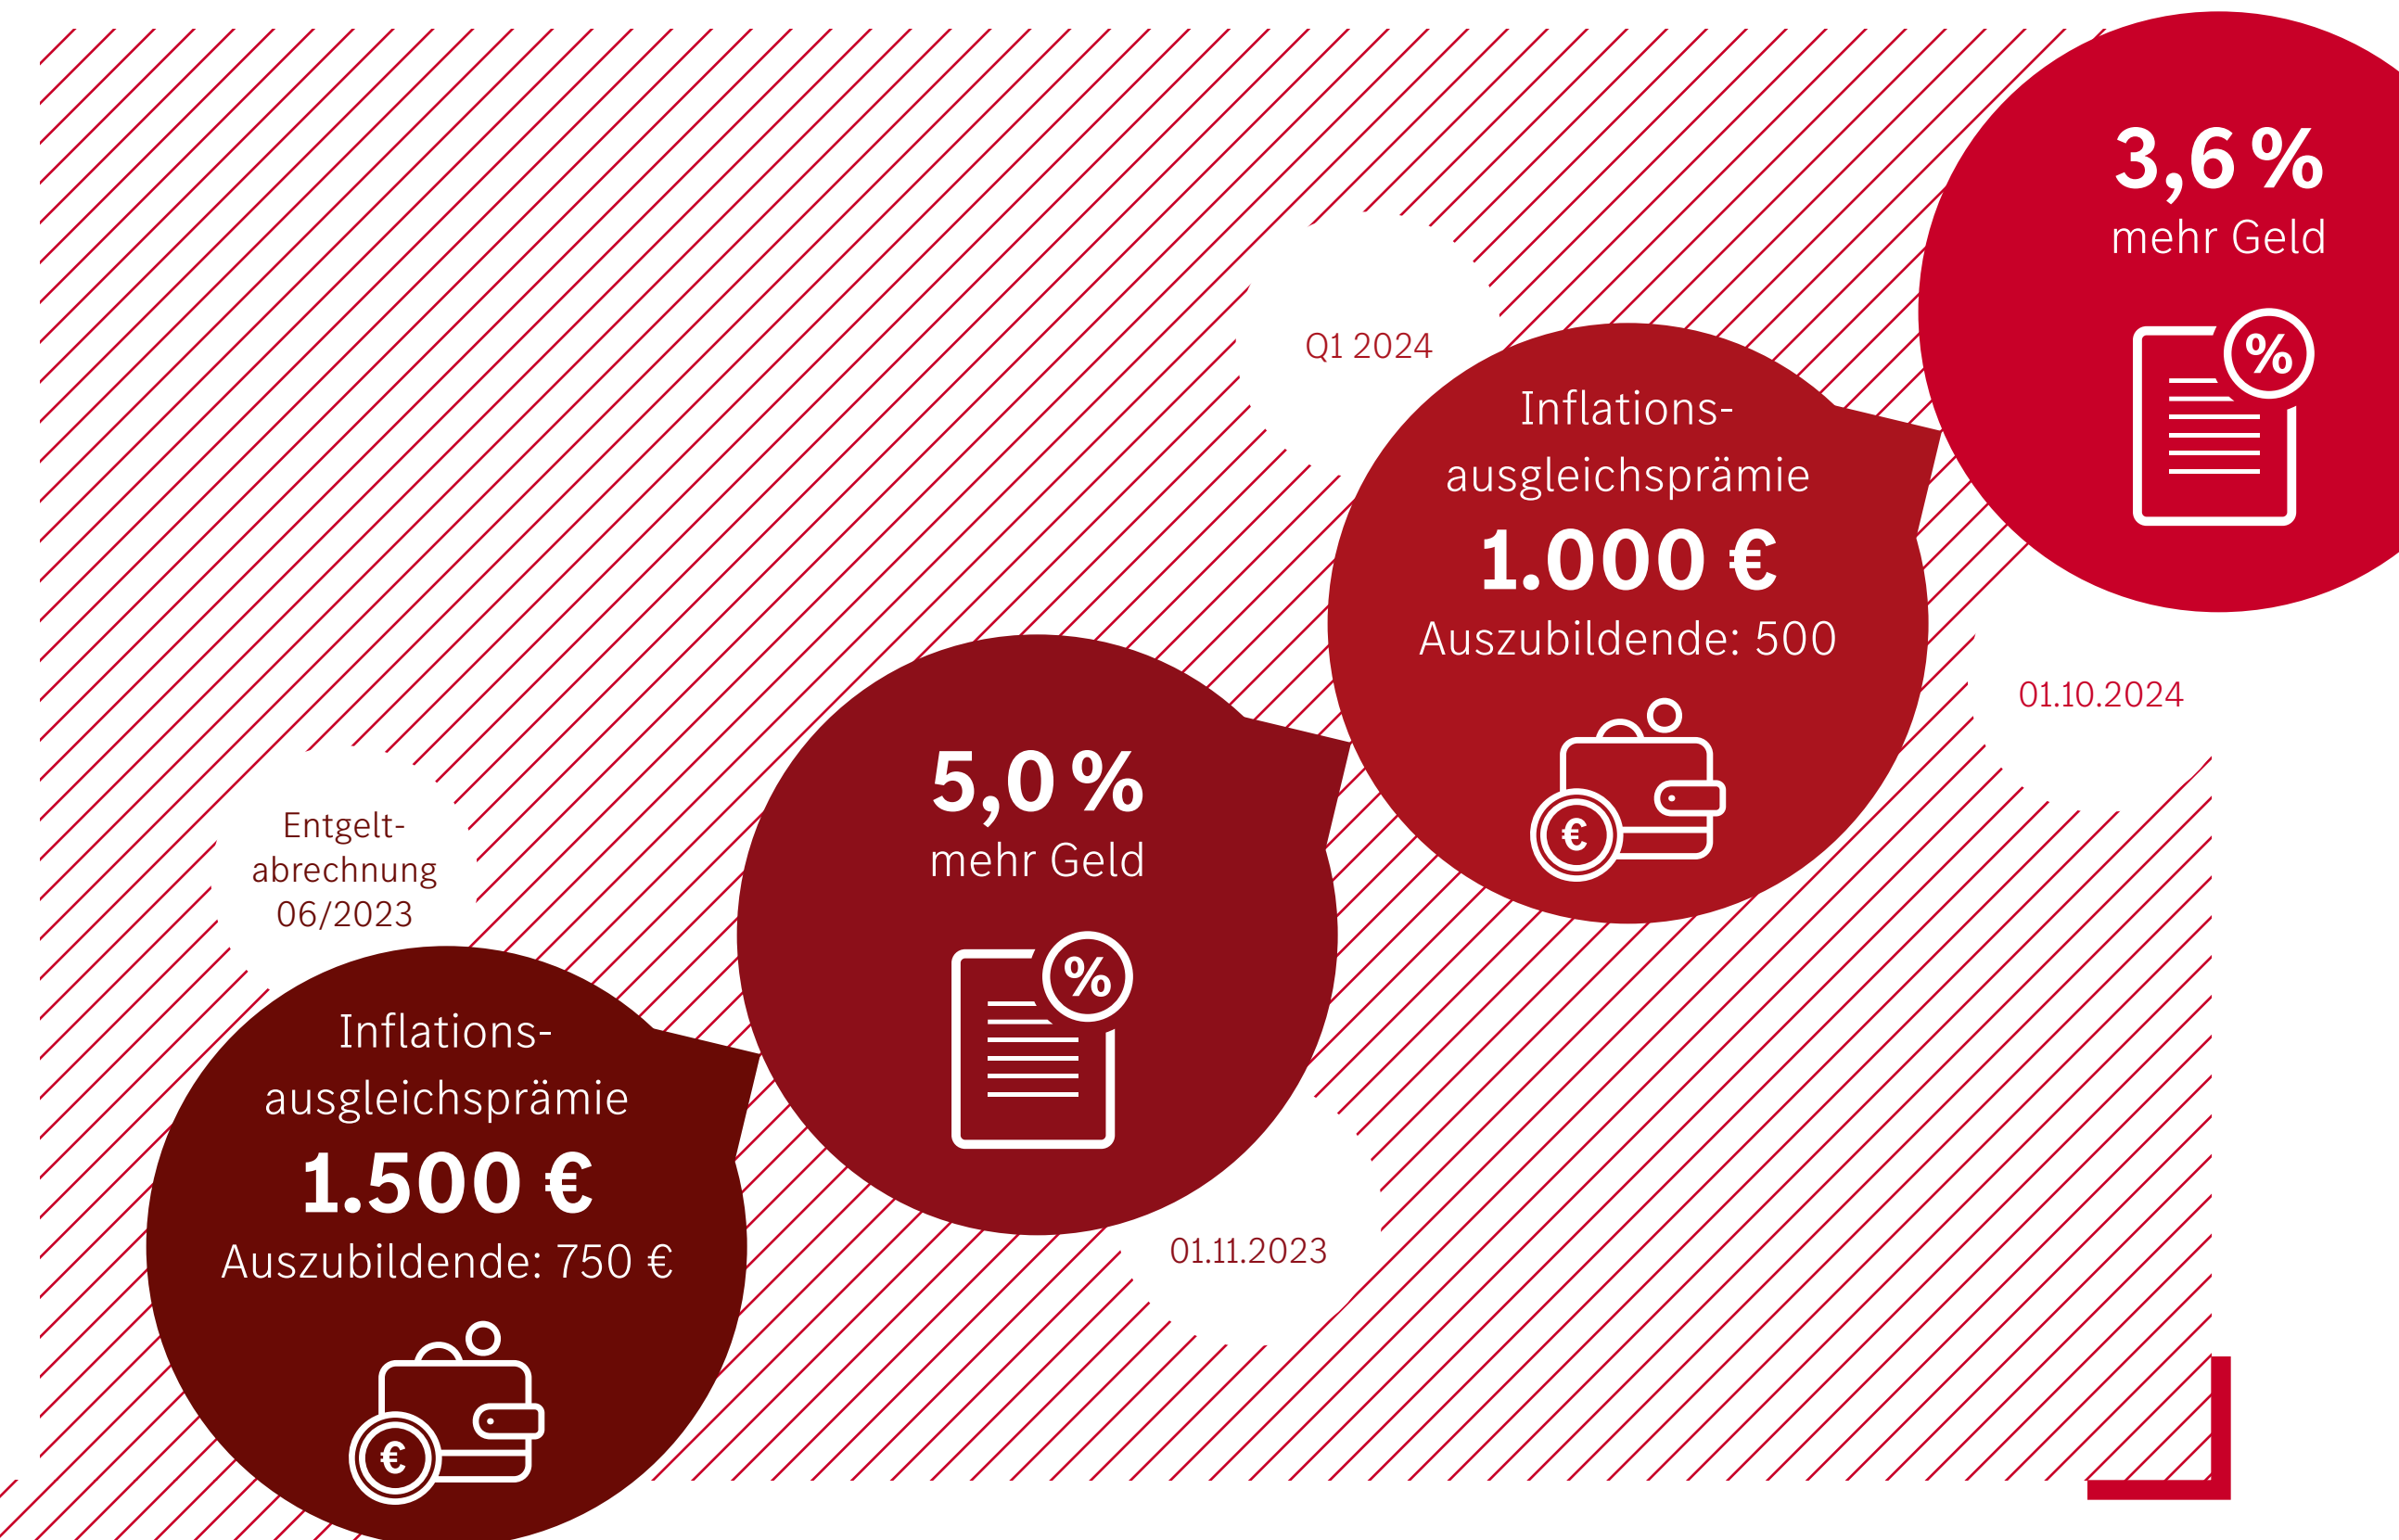 Entgelt-
abrechnung
06/2023
Inflations-
ausgleichsprämie
1.500 €
Auszubildende: 750 €
€
5,0 %
mehr Geld
%
01.11.2023
Q1 2024
Inflations-
ausgleichsprämie
1.000 €
Auszubildende: 500
€
3,6 %
mehr Geld
%
01.10.2024